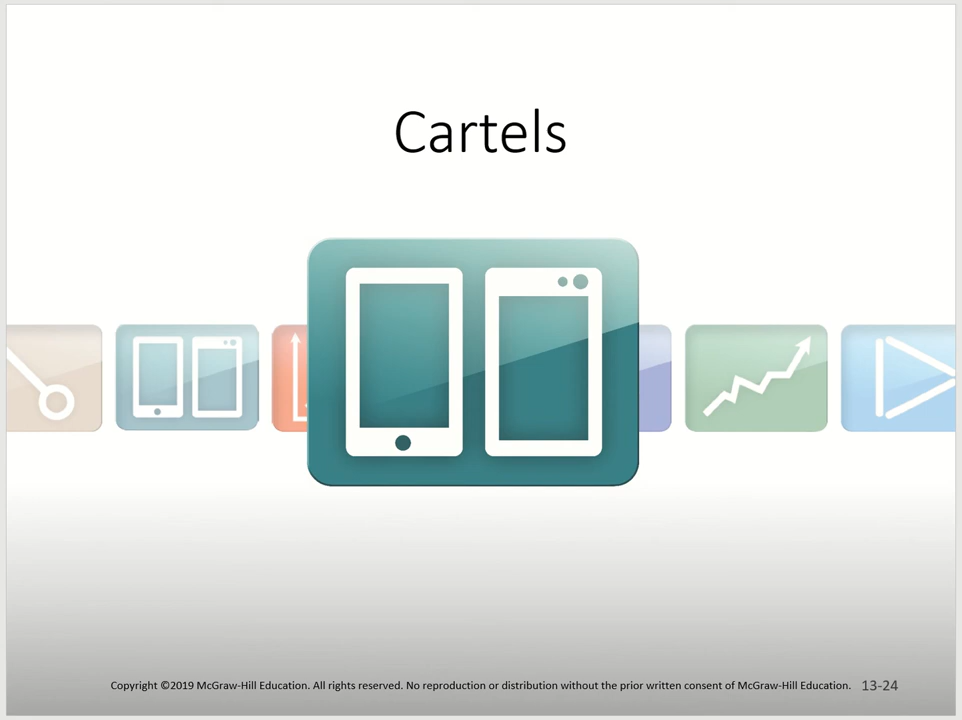 Cartels
Copyright ©2019 McGraw-Hill Education. All rights reserved. No reproduction or distribution without the prior written consent of McGraw-Hill Education. 13-24